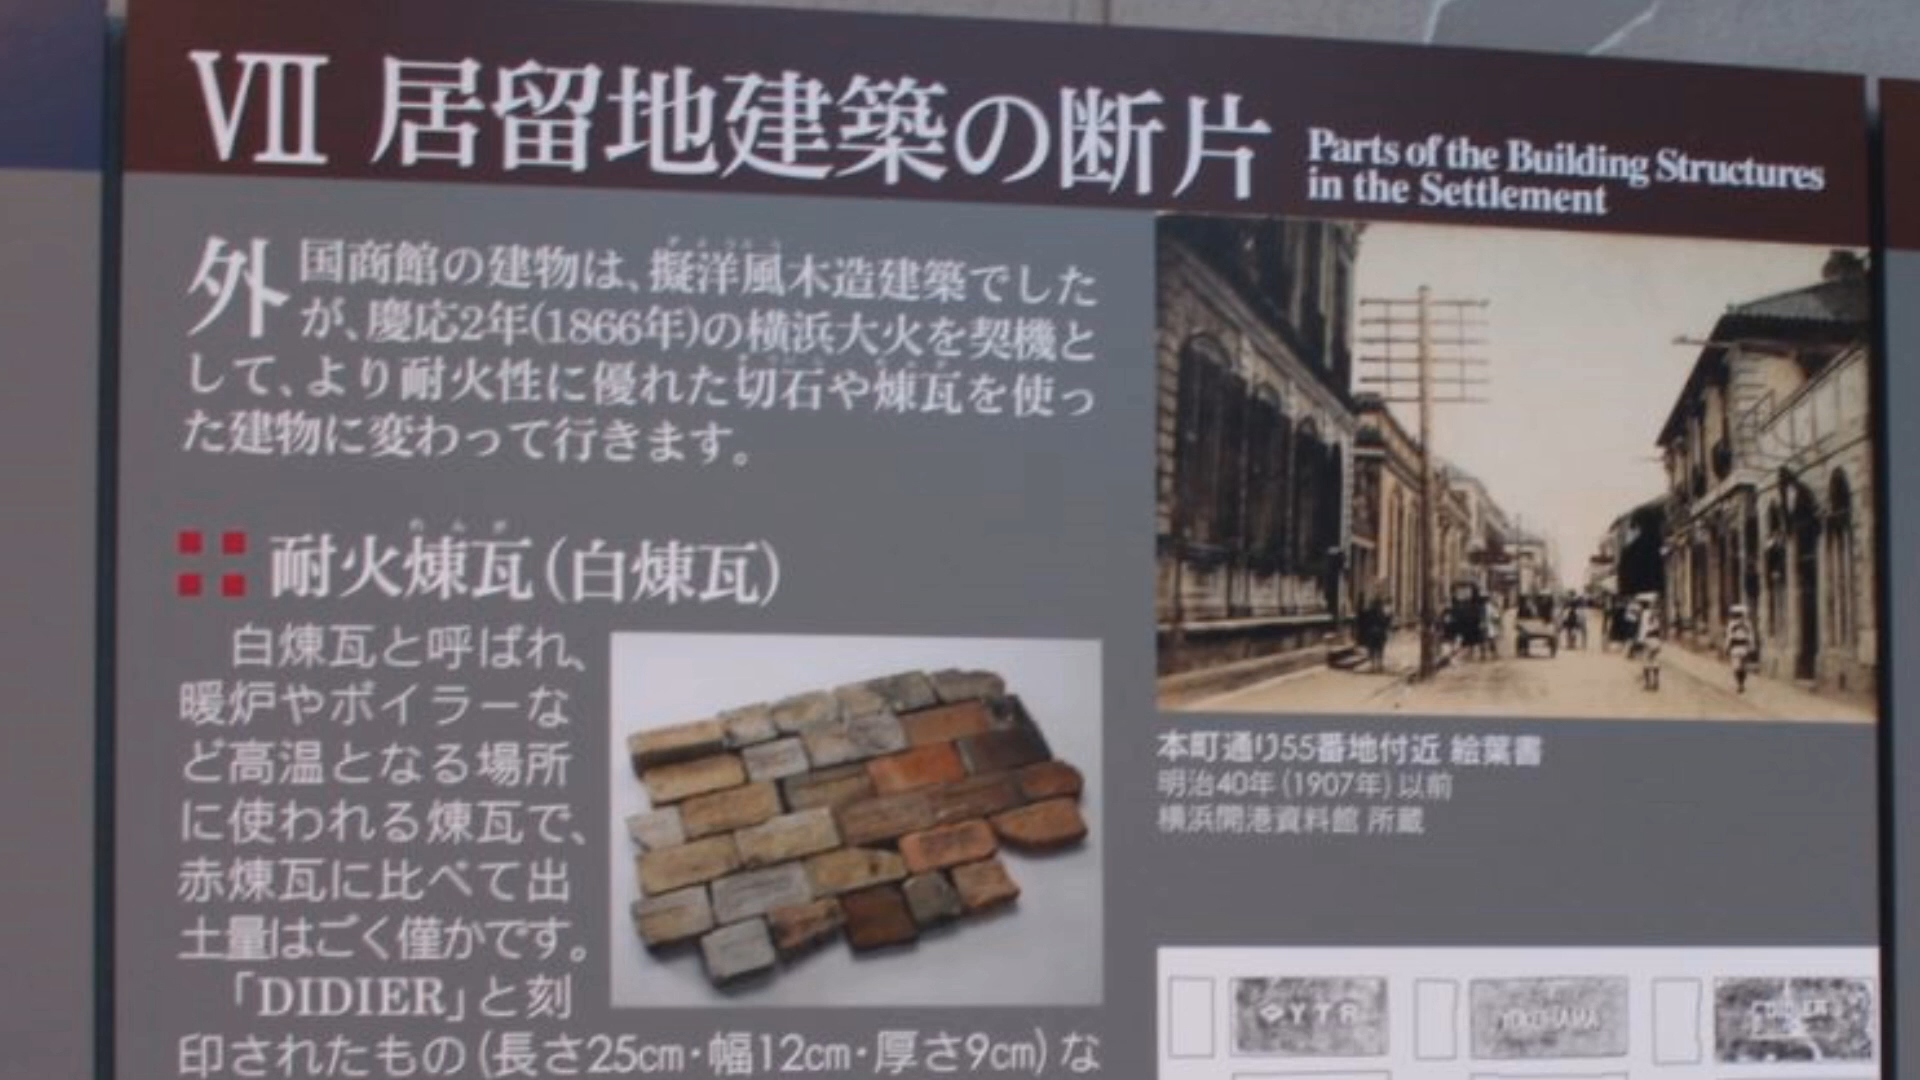 VII 居留地建築の断片
Parts of the Building Structures
in the Settlement
外国商館の建物は、擬洋風木造建築でした
が、慶応2年(1866年)の横浜大火を契機と
して、より耐火性に優れた切石や煉瓦を使っ
た建物に変わって行きます。
れんが
耐火煉瓦(白煉瓦)
白煉瓦と呼ばれ、
暖炉やボイラーな
ど高温となる場所
に使われる煉瓦で、
赤煉瓦に比べて出
土量はごく僅かです。
「DIDIER」と刻
印されたもの(長さ25cm・幅12cm・厚さ9cm)な
本町通り55番地付近 絵葉書
明治40年(1907年)以前
横浜開港資料館 所蔵
YTR
YOKOHAMA
DIDIER